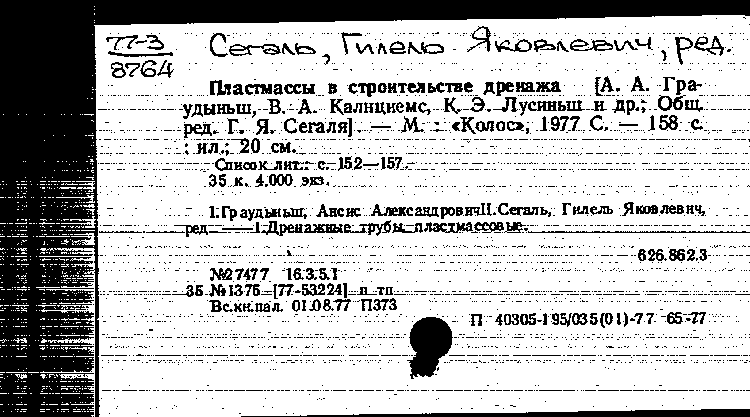 77-3
8764
Сегаль, Гилель Яковлевич, ред.
Пластмассы в строительстве дренажа [А. А. Гра-
удыньш, В. А. Калнциемс, К. Э. Лусиньш и др.; Общ.
ред. Г. Я. Сегаля]. — М. : «Колос», 1977 С. — 158 с.
: ил.; 20 см.
Список лит.: с. 152—157.
35 к. 4.000 экз.
1.Граудыньш, Ансис АлександровичII.Сегаль, Гилель Яковлевич,
ред — 1.Дренажные трубы пластмассовые.
626.862.3
№27477 16.3.5.1
35 №1375 [77-53224] п тп
Вс.кн.пал. 01.08.77 П373
П 40305-195/035(01)-77 65-77